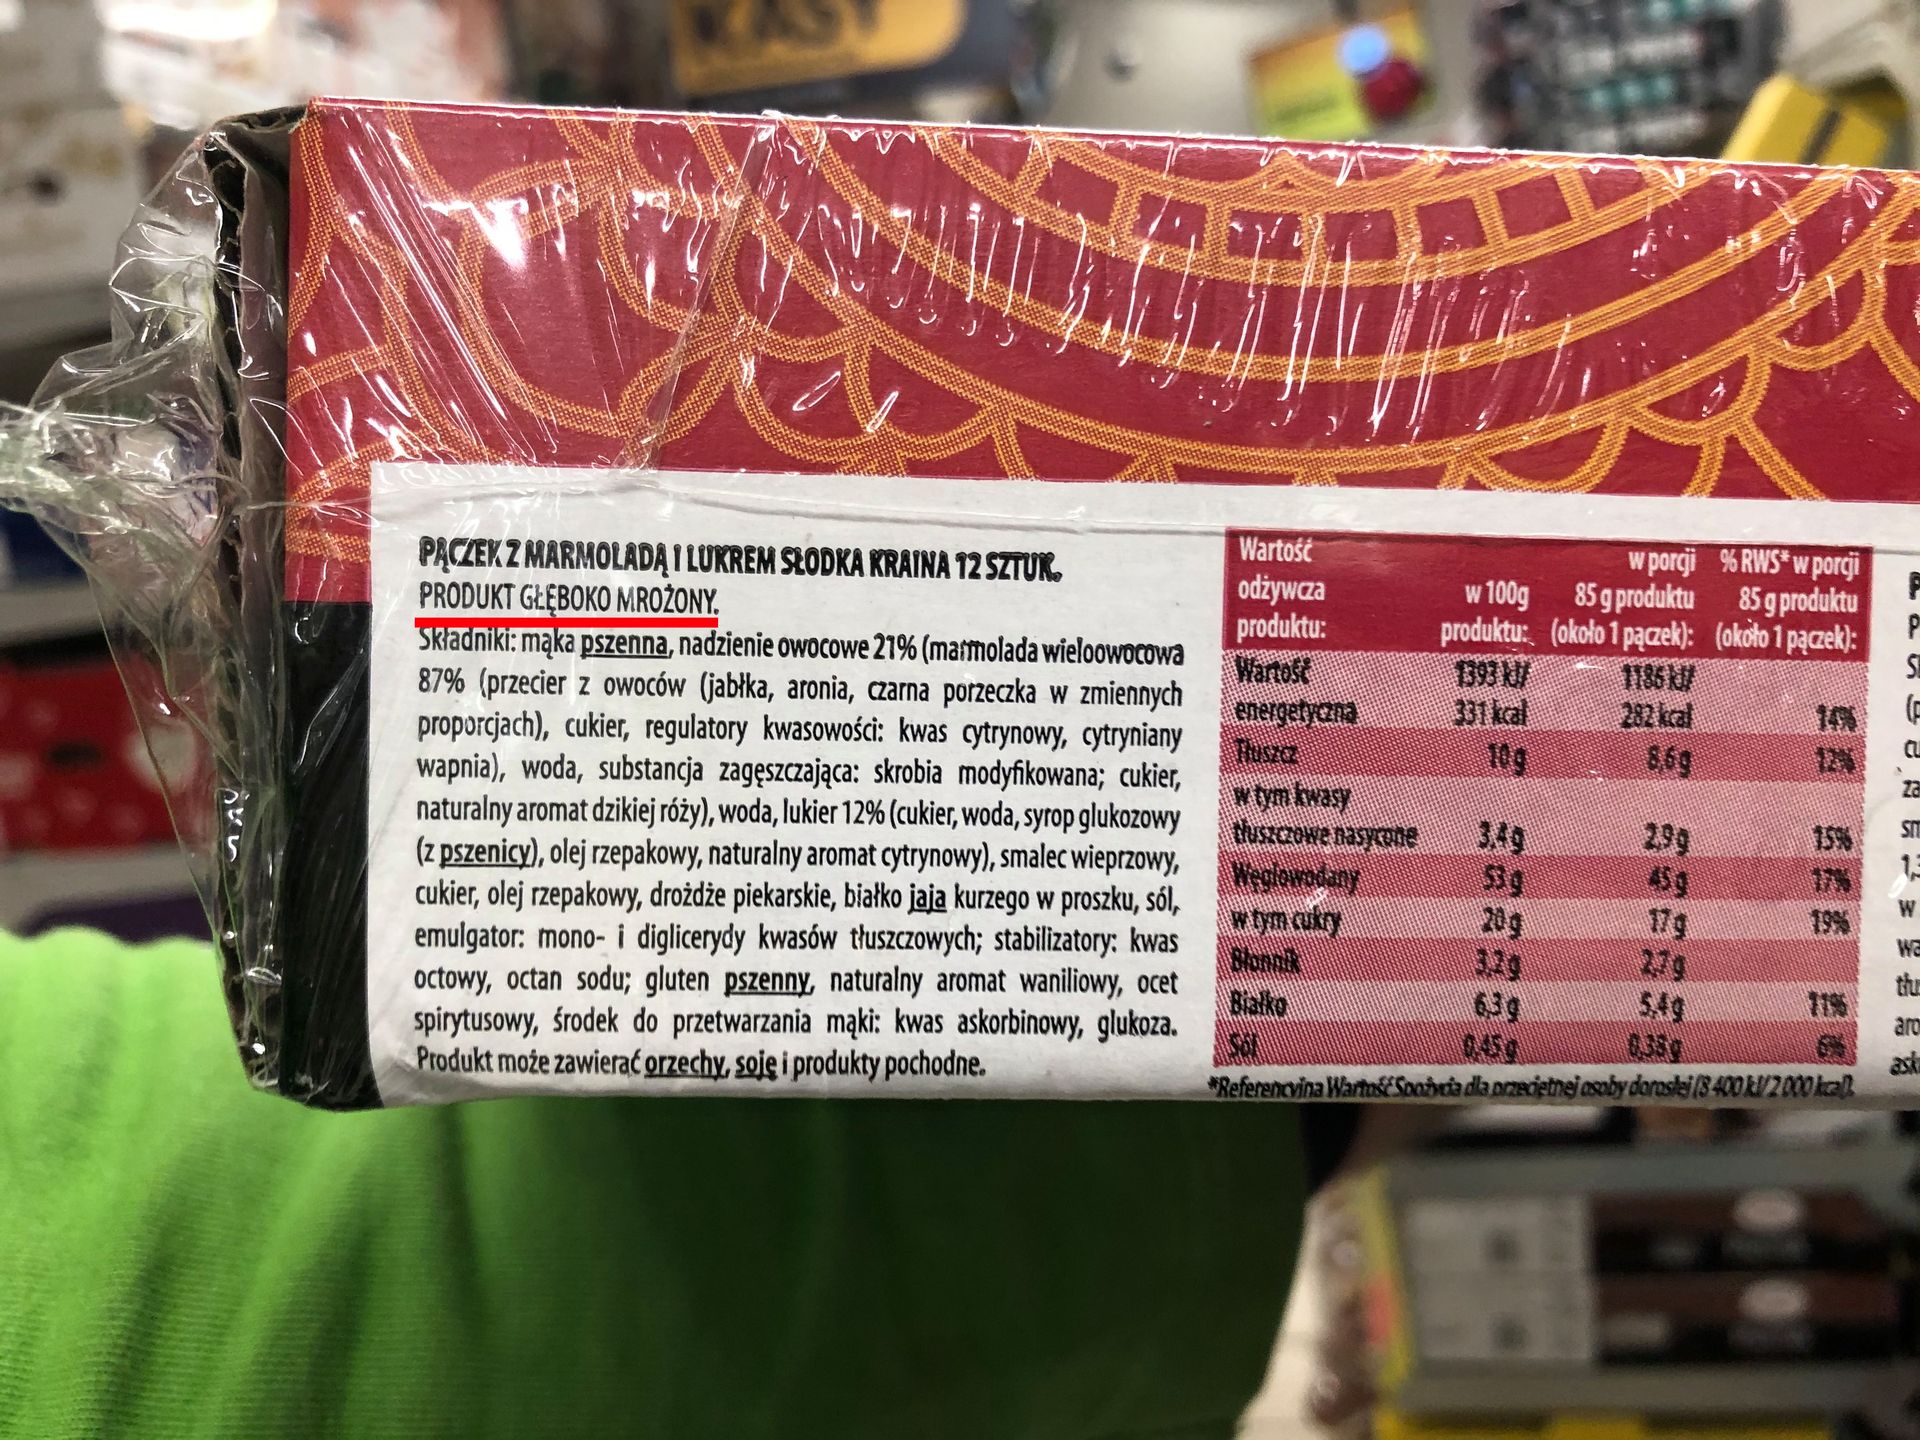 KASY
PĄCZEK Z MARMOLADĄ I LUKREM SŁODKA KRAINA 12 SZTUK.
PRODUKT GŁĘBOKO MROŻONY.
Składniki: mąka pszenna, nadzienie owocowe 21% (marmolada wieloowocowa
87% (przecier z owoców (jabłka, aronia, czarna porzeczka w zmiennych
proporcjach), cukier, regulatory kwasowości: kwas cytrynowy, cytryniany
wapnia), woda, substancja zagęszczająca: skrobia modyfikowana; cukier,
naturalny aromat dzikiej róży), woda, lukier 12% (cukier, woda, syrop glukozowy
(z pszenicy), olej rzepakowy, naturalny aromat cytrynowy), smalec wieprzowy,
cukier, olej rzepakowy, drożdże piekarskie, białko jaja kurzego w proszku, sól,
emulgator: mono- i diglicerydy kwasów tłuszczowych; stabilizatory: kwas
octowy, octan sodu; gluten pszenny, naturalny aromat waniliowy, ocet
spirytusowy, środek do przetwarzania mąki: kwas askorbinowy, glukoza.
Produkt może zawierać orzechy, soję i produkty pochodne.
Wartość odżywcza produktu: w 100g produktu: w porcji 85 g produktu (około 1 pączek): % RWS* w porcji 85 g produktu (około 1 pączek):
Wartość 1393 kJ/ 1186 kJ/
energetyczna 331 kcal 282 kcal 14%
Tłuszcz 10 g 8,6 g 12%
w tym kwasy
tłuszczowe nasycone 3,4 g 2,9 g 15%
Węglowodany 53 g 45 g 17%
w tym cukry 20 g 17 g 19%
Błonnik 3,2 g 2,7 g
Białko 6,3 g 5,4 g 11%
Sól 0,45 g 0,38 g 6%
*Referencyjna Wartość Spożycia dla przeciętnej osoby dorosłej (8 400 kJ/2 000 kcal).